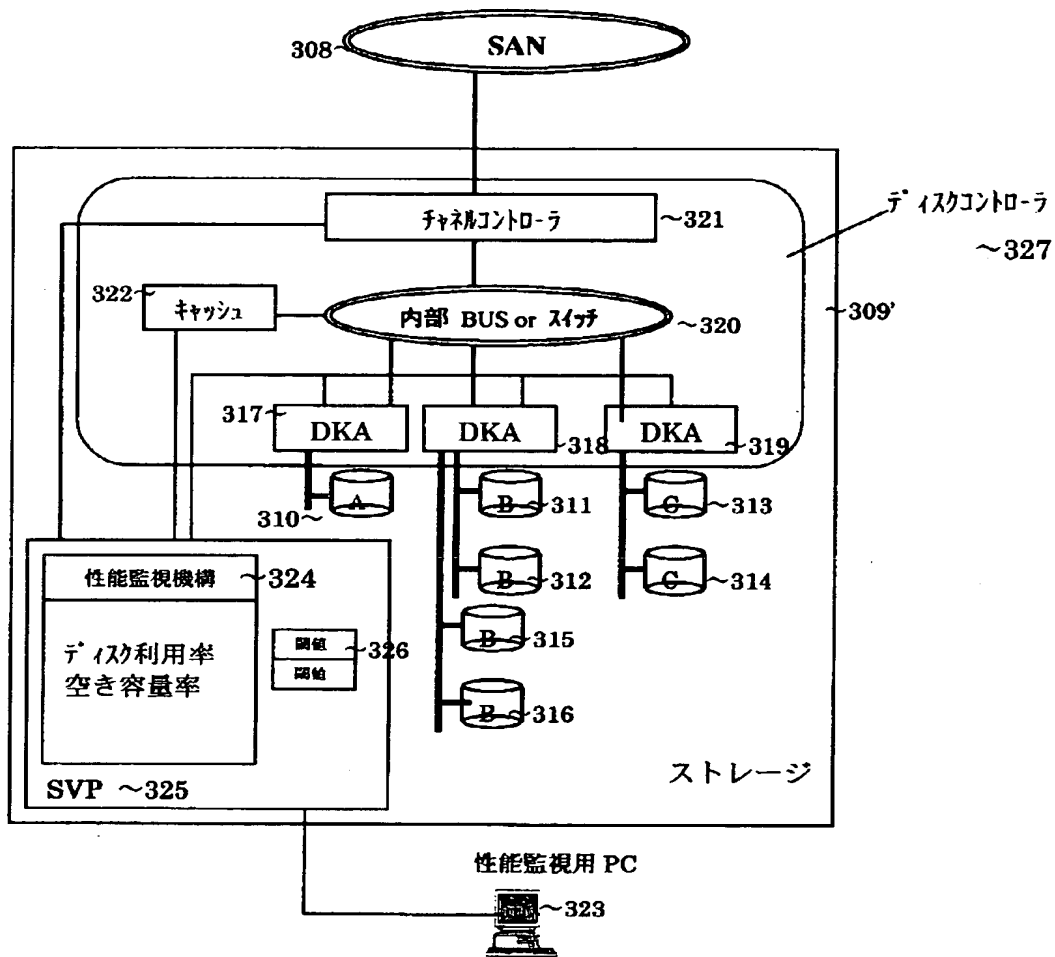 308
SAN
チャネルコントローラ
~321
ディスクコントローラ
~327
322
キャッシュ
内部 BUS or スイッチ
~320
~309'
317
DKA
DKA
318
DKA
319
310
A
B
311
C
313
B
312
C
314
B
315
B
316
性能監視機構
~324
ディスク利用率
空き容量率
閾値
閾値
~326
SVP ~325
ストレージ
性能監視用 PC
~323